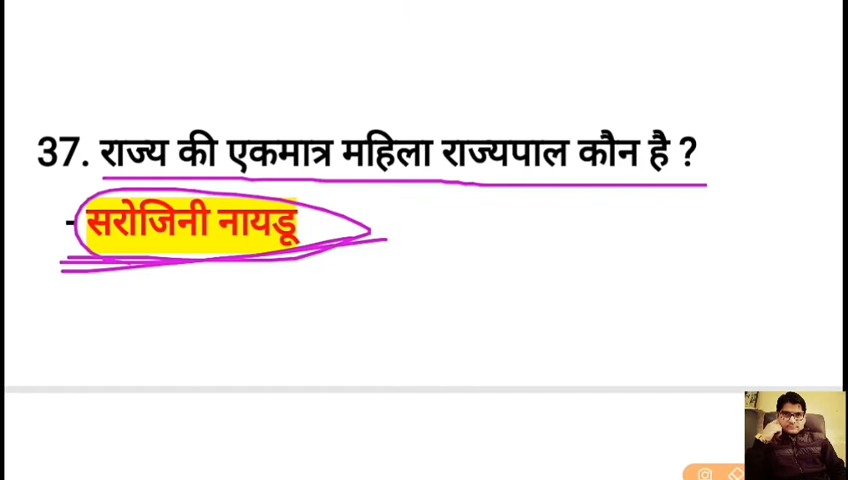 37. राज्य की एकमात्र महिला राज्यपाल कौन है ?
- सरोजिनी नायडू